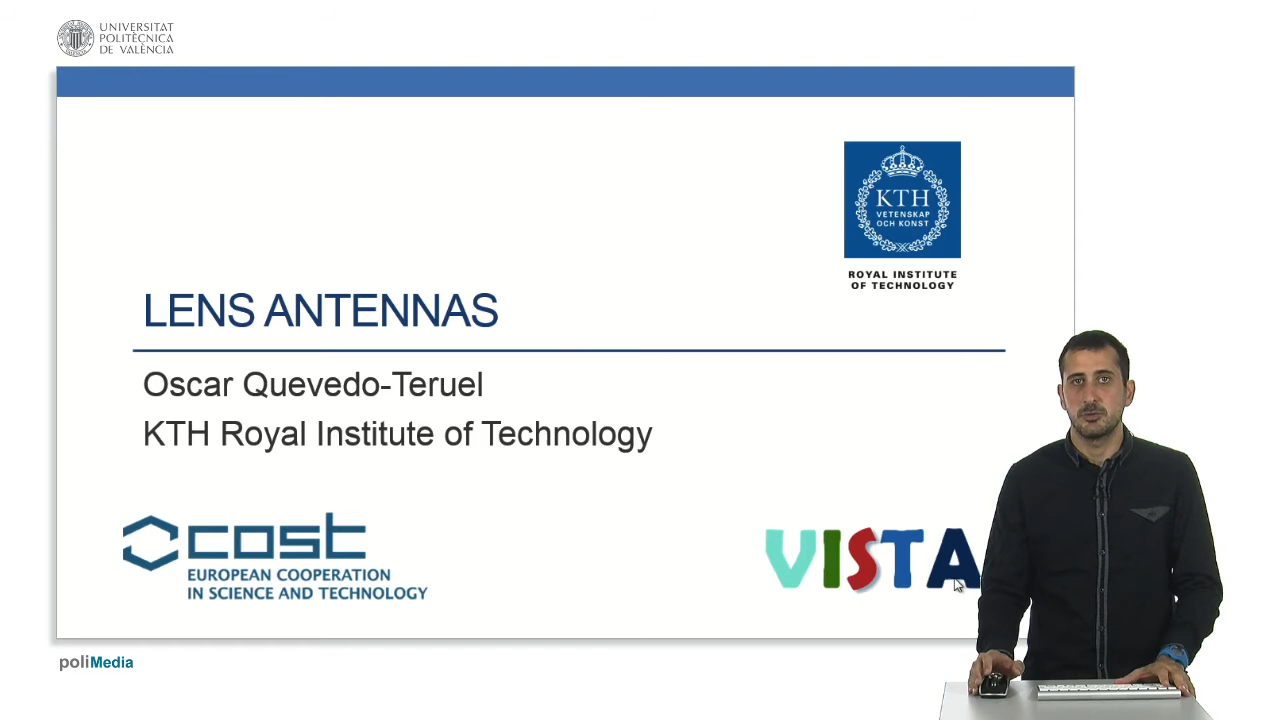 UNIVERSITAT
POLITÈCNICA
DE VALÈNCIA
KTH
VETENSKAP
OCH KONST
ROYAL INSTITUTE
OF TECHNOLOGY
LENS ANTENNAS
Oscar Quevedo-Teruel
KTH Royal Institute of Technology
cost
EUROPEAN COOPERATION
IN SCIENCE AND TECHNOLOGY
VISTA
poliMedia